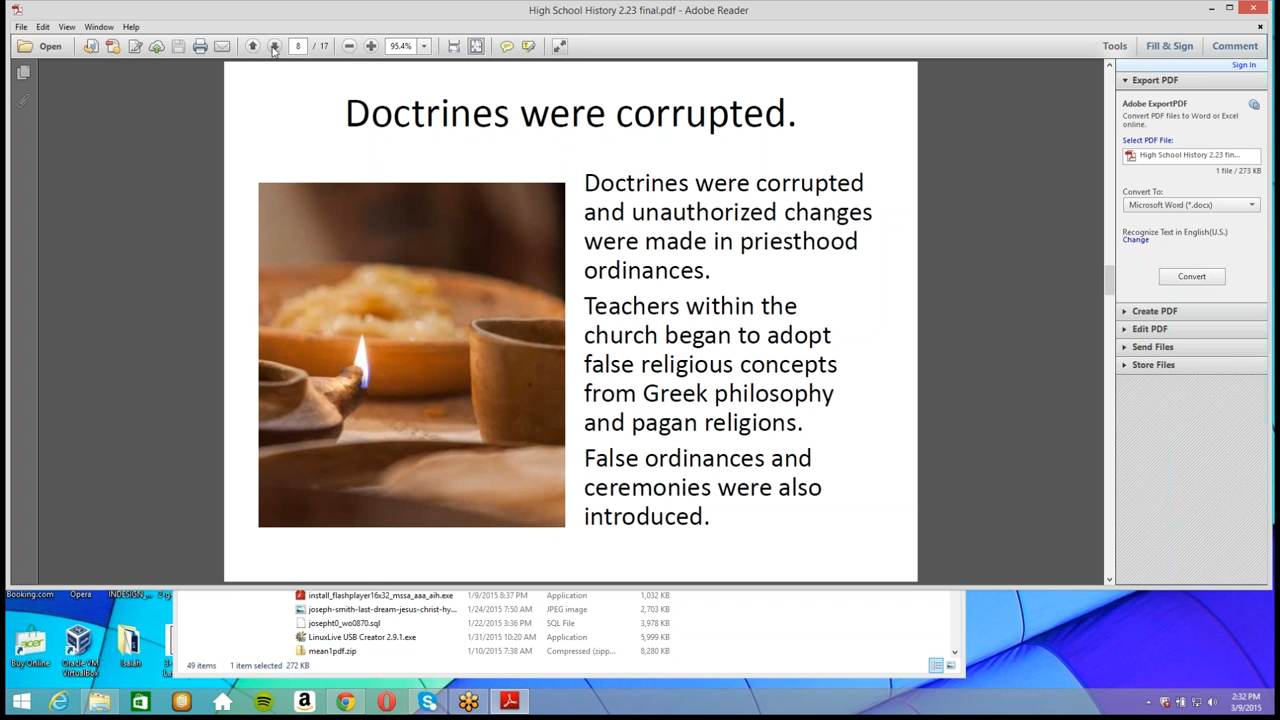 High School History 2.23 final.pdf - Adobe Reader
File Edit View Window Help
Open 8 / 17 95.4% Tools Fill & Sign Comment
Sign In
Export PDF
Adobe ExportPDF
Convert PDF files to Word or Excel
online.
Select PDF File:
High School History 2.23 fin...
1 file / 273 KB
Convert To:
Microsoft Word (*.docx)
Recognize Text in English(U.S.)
Change
Convert
Create PDF
Edit PDF
Send Files
Store Files
Doctrines were corrupted.
Doctrines were corrupted
and unauthorized changes
were made in priesthood
ordinances.
Teachers within the
church began to adopt
false religious concepts
from Greek philosophy
and pagan religions.
False ordinances and
ceremonies were also
introduced.
Booking.com Opera INDESIGN_...
install_flashplayer16x32_mssa_aaa_aih.exe 1/9/2015 8:37 PM Application 1,032 KB
joseph-smith-last-dream-jesus-christ-hy... 1/24/2015 7:50 AM JPEG image 2,703 KB
josepht0_wo0870.sql 1/22/2015 3:36 PM SQL File 3,978 KB
LinuxLive USB Creator 2.9.1.exe 1/31/2015 10:20 AM Application 5,999 KB
mean1pdf.zip 1/10/2015 7:38 AM Compressed (zipp... 8,280 KB
Buy Online Oracle VM VirtualBox Isaiah
49 items 1 item selected 272 KB
2:32 PM
3/9/2015